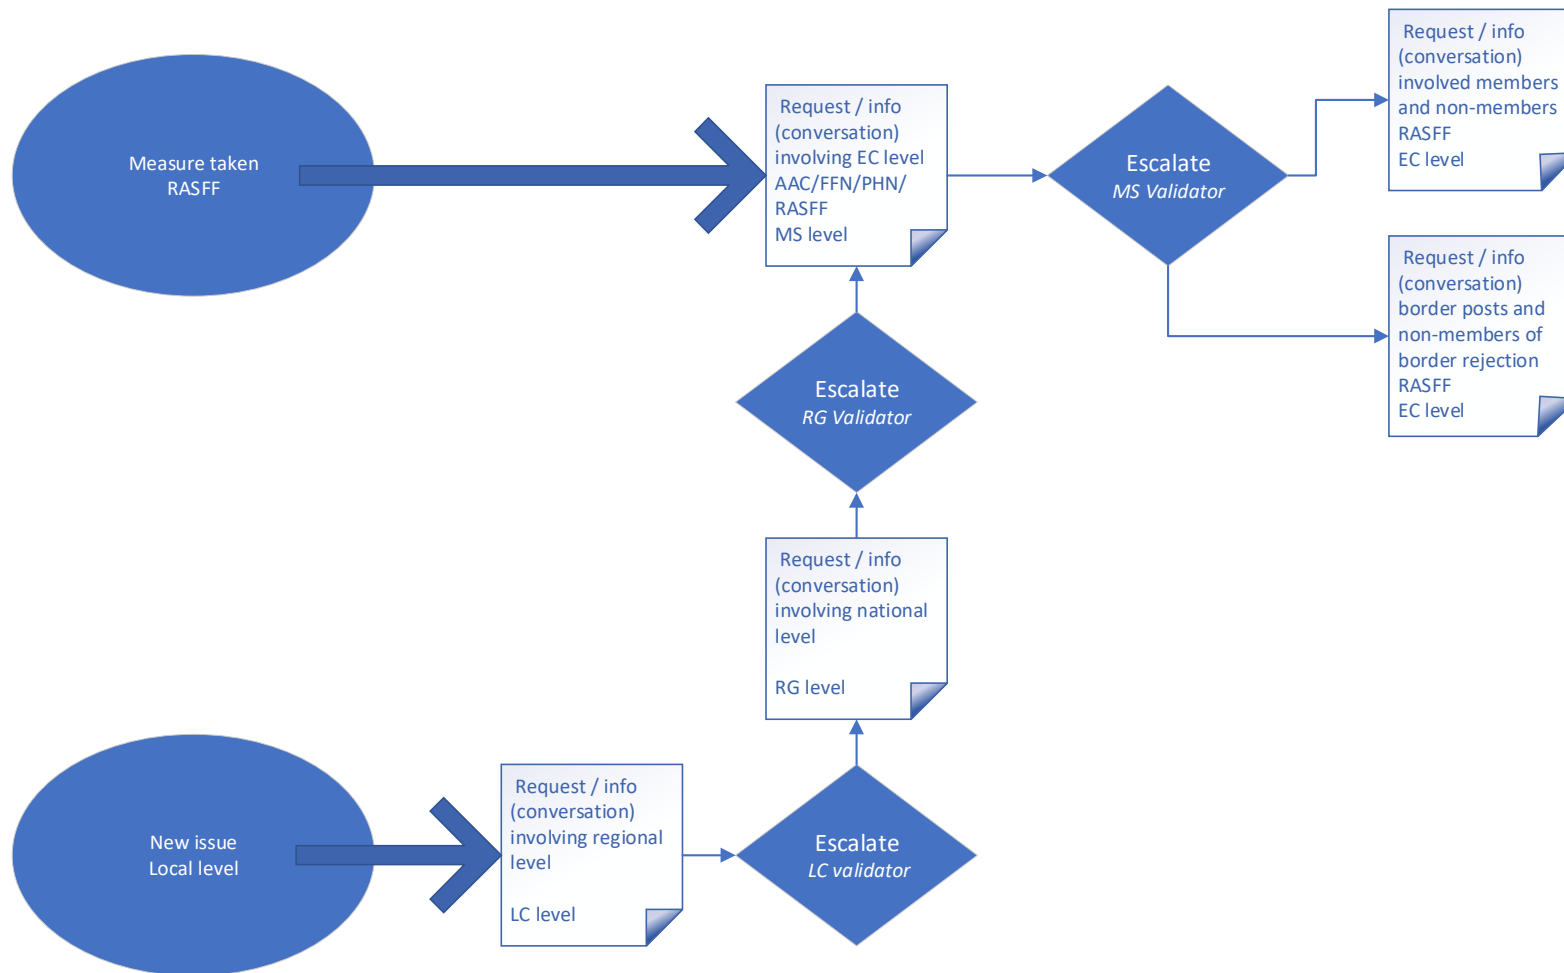 Measure taken
RASFF
Request / info
(conversation)
involving EC level
AAC/FFN/PHN/
RASFF
MS level
Escalate
MS Validator
Request / info
(conversation)
involved members
and non-members
RASFF
EC level
Request / info
(conversation)
border posts and
non-members of
border rejection
RASFF
EC level
Escalate
RG Validator
Request / info
(conversation)
involving national
level
RG level
New issue
Local level
Request / info
(conversation)
involving regional
level
LC level
Escalate
LC validator